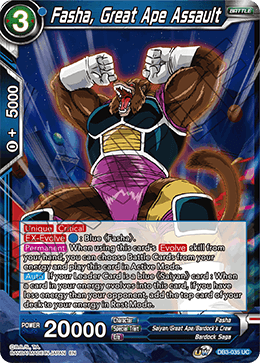 BATTLE
3
Fasha, Great Ape Assault
0 + 5000
Unique Critical
EX-Evolve : Blue 《Fasha》
Permanent When using this card's Evolve skill from
your hand, you can choose Battle Cards from your
energy and play this card in Active Mode.
Auto If your Leader Card is a blue 《Saiyan》 card : When
a card in your energy evolves into this card, if you have
less energy than your opponent, add the top card of your
deck to your energy in Rest Mode.
Character Fasha
Special Trait Saiyan/Great Ape/Bardock's Crew
Era Bardock Saga
POWER 20000
DB3-035 UC